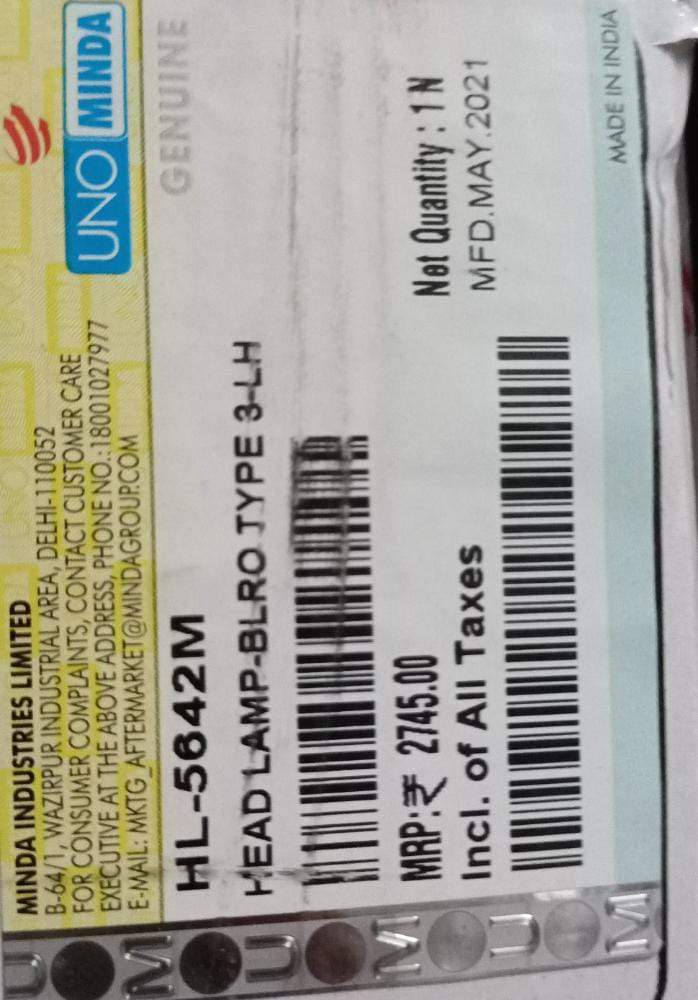 MINDA INDUSTRIES LIMITED
B-64/1, WAZIRPUR INDUSTRIAL AREA, DELHI-110052
FOR CONSUMER COMPLAINTS, CONTACT CUSTOMER CARE
EXECUTIVE AT THE ABOVE ADDRESS, PHONE NO.:18001027977
E-MAIL: MKTG_AFTERMARKET@MINDAGROUP.COM
UNO MINDA
GENUINE
HL-5642M
HEAD LAMP-BLRO TYPE 3-LH
MRP:₹ 2745.00
Incl. of All Taxes
Net Quantity : 1 N
MFD.MAY.2021
MADE IN INDIA
U M U M U M